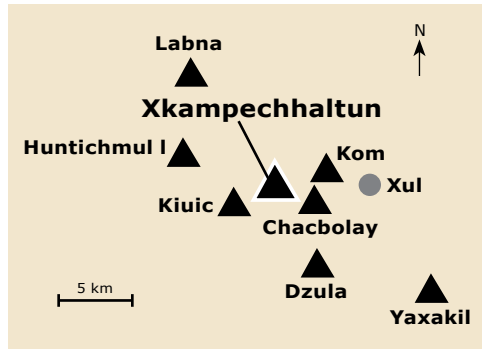 N
Labna
Xkampechhaltun
Huntichmul I
Kom
Xul
Kiuic
Chacbolay
5 km
Dzula
Yaxakil